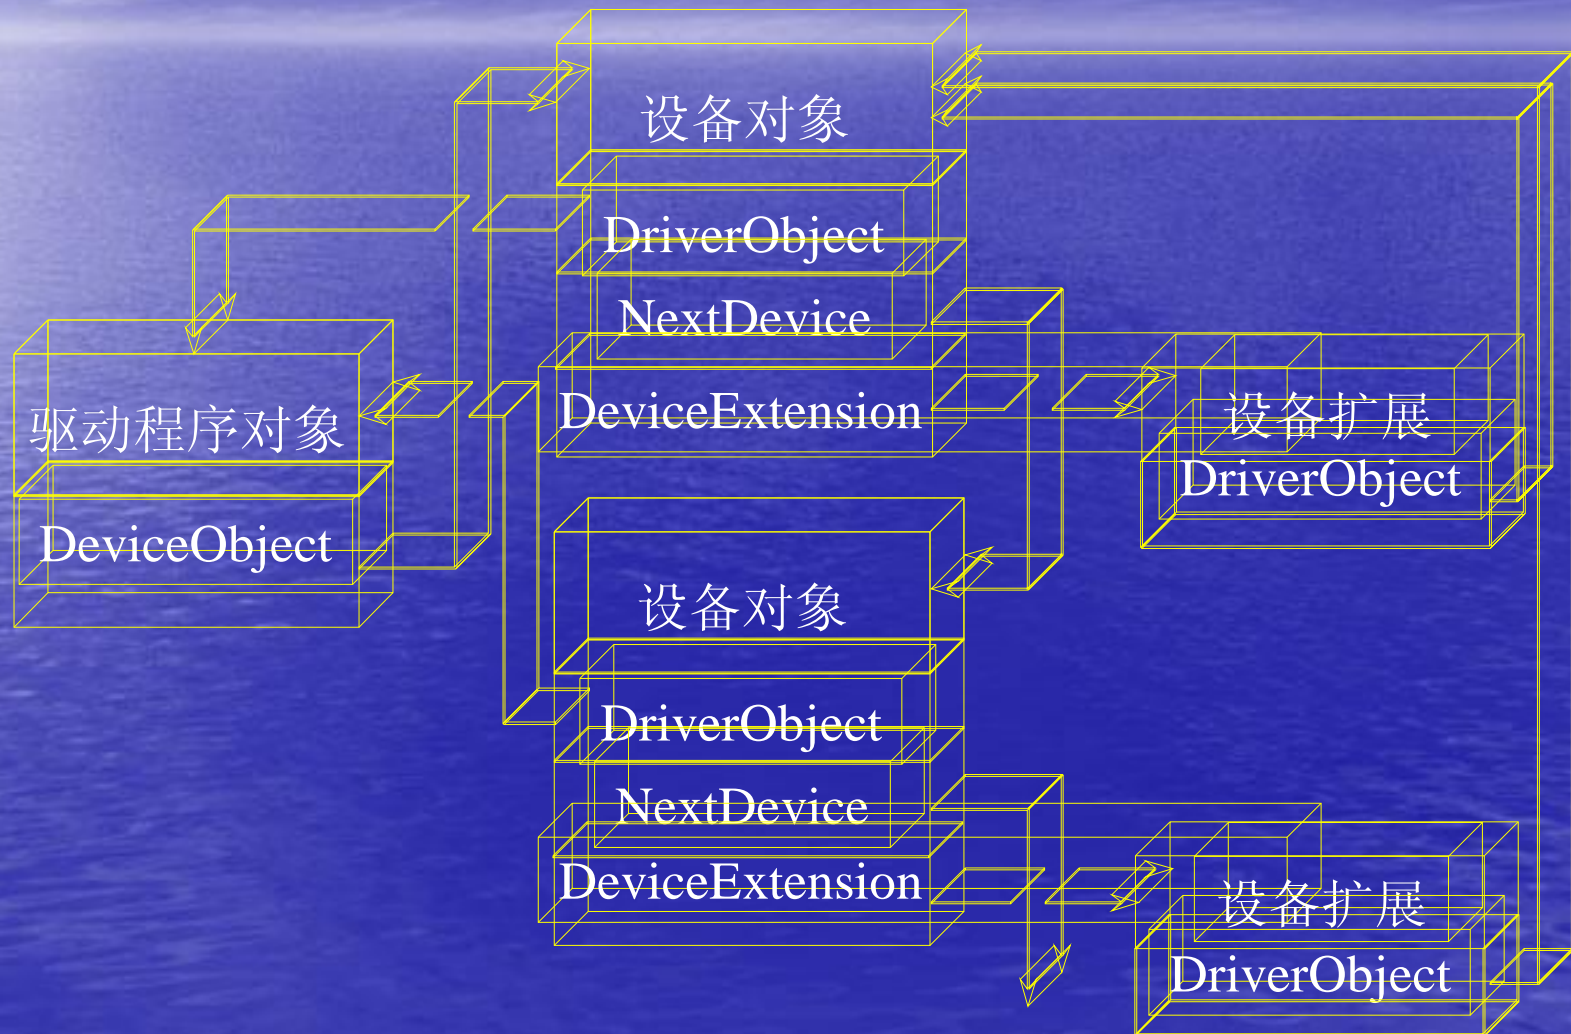 设备对象
DriverObject
NextDevice
DeviceExtension
驱动程序对象
DeviceObject
设备扩展
DriverObject
设备对象
DriverObject
NextDevice
DeviceExtension
设备扩展
DriverObject